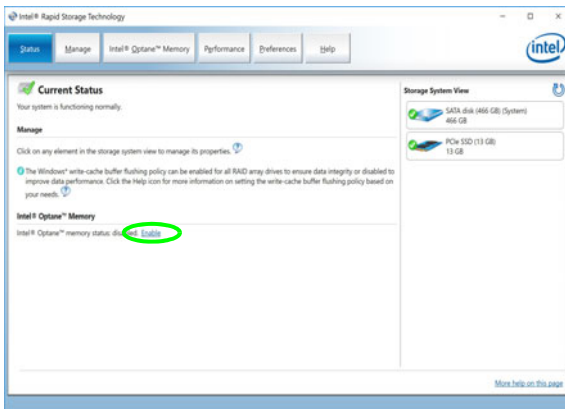 Intel® Rapid Storage Technology
Status
Manage
Intel® Optane™ Memory
Performance
Preferences
Help
intel
Current Status
Your system is functioning normally.
Manage
Click on any element in the storage system view to manage its properties.
The Windows* write-cache buffer flushing policy can be enabled for all RAID array drives to ensure data integrity or disabled to
improve data performance. Click the Help icon for more information on setting the write-cache buffer flushing policy based on
your needs.
Intel® Optane™ Memory
Intel® Optane™ memory status: disabled. Enable
Storage System View
SATA disk (466 GB) (System)
466 GB
PCIe SSD (13 GB)
13 GB
More help on this page